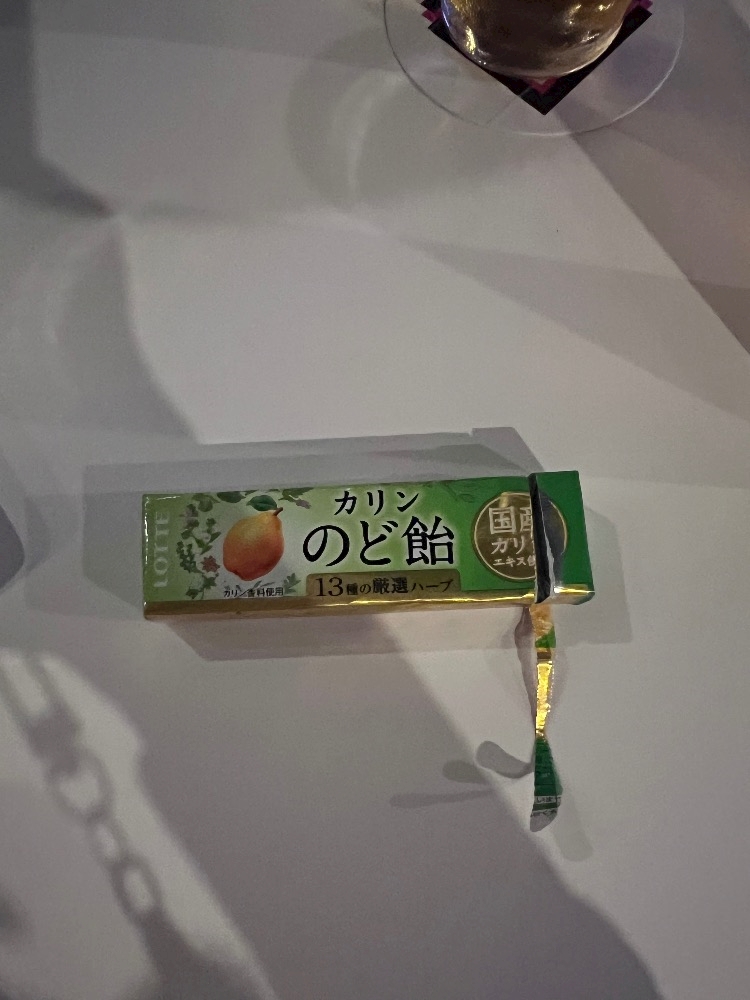 LOTTE
カリン
のど飴
13種の厳選ハーブ
カリン香料使用
国産
カリ
エキス